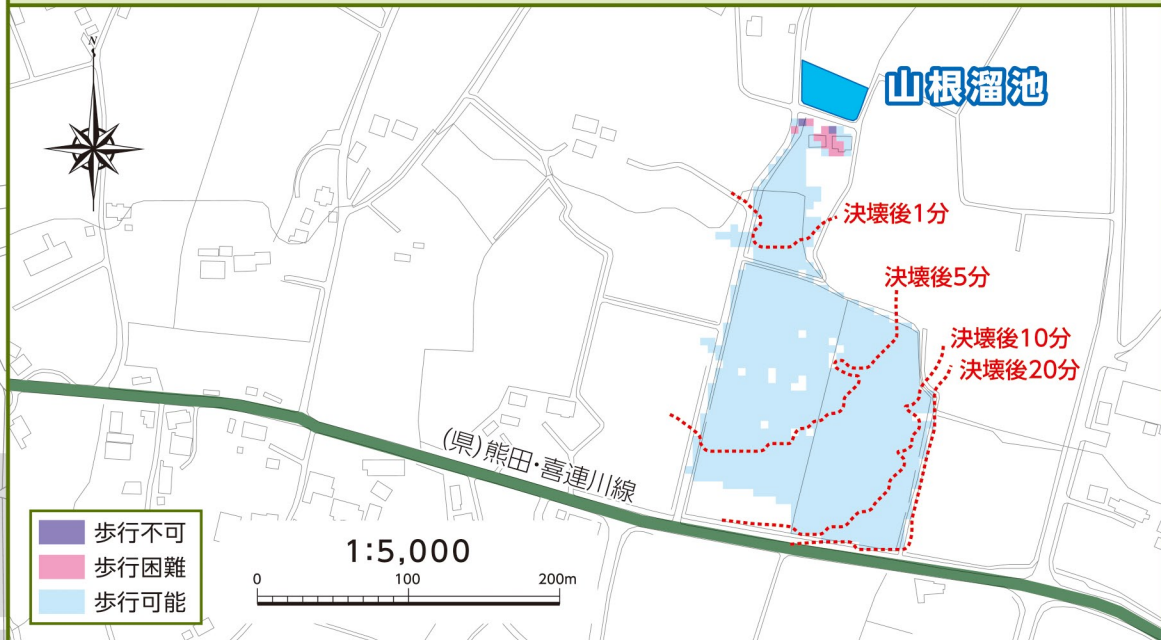 N
山根溜池
決壊後1分
決壊後5分
決壊後10分
決壊後20分
(県)熊田・喜連川線
歩行不可
歩行困難
歩行可能
1:5,000
0 100 200m